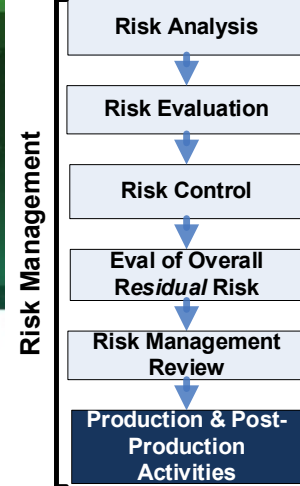 Risk Management
Risk Analysis
Risk Evaluation
Risk Control
Eval of Overall
Residual Risk
Risk Management
Review
Production & Post-
Production
Activities